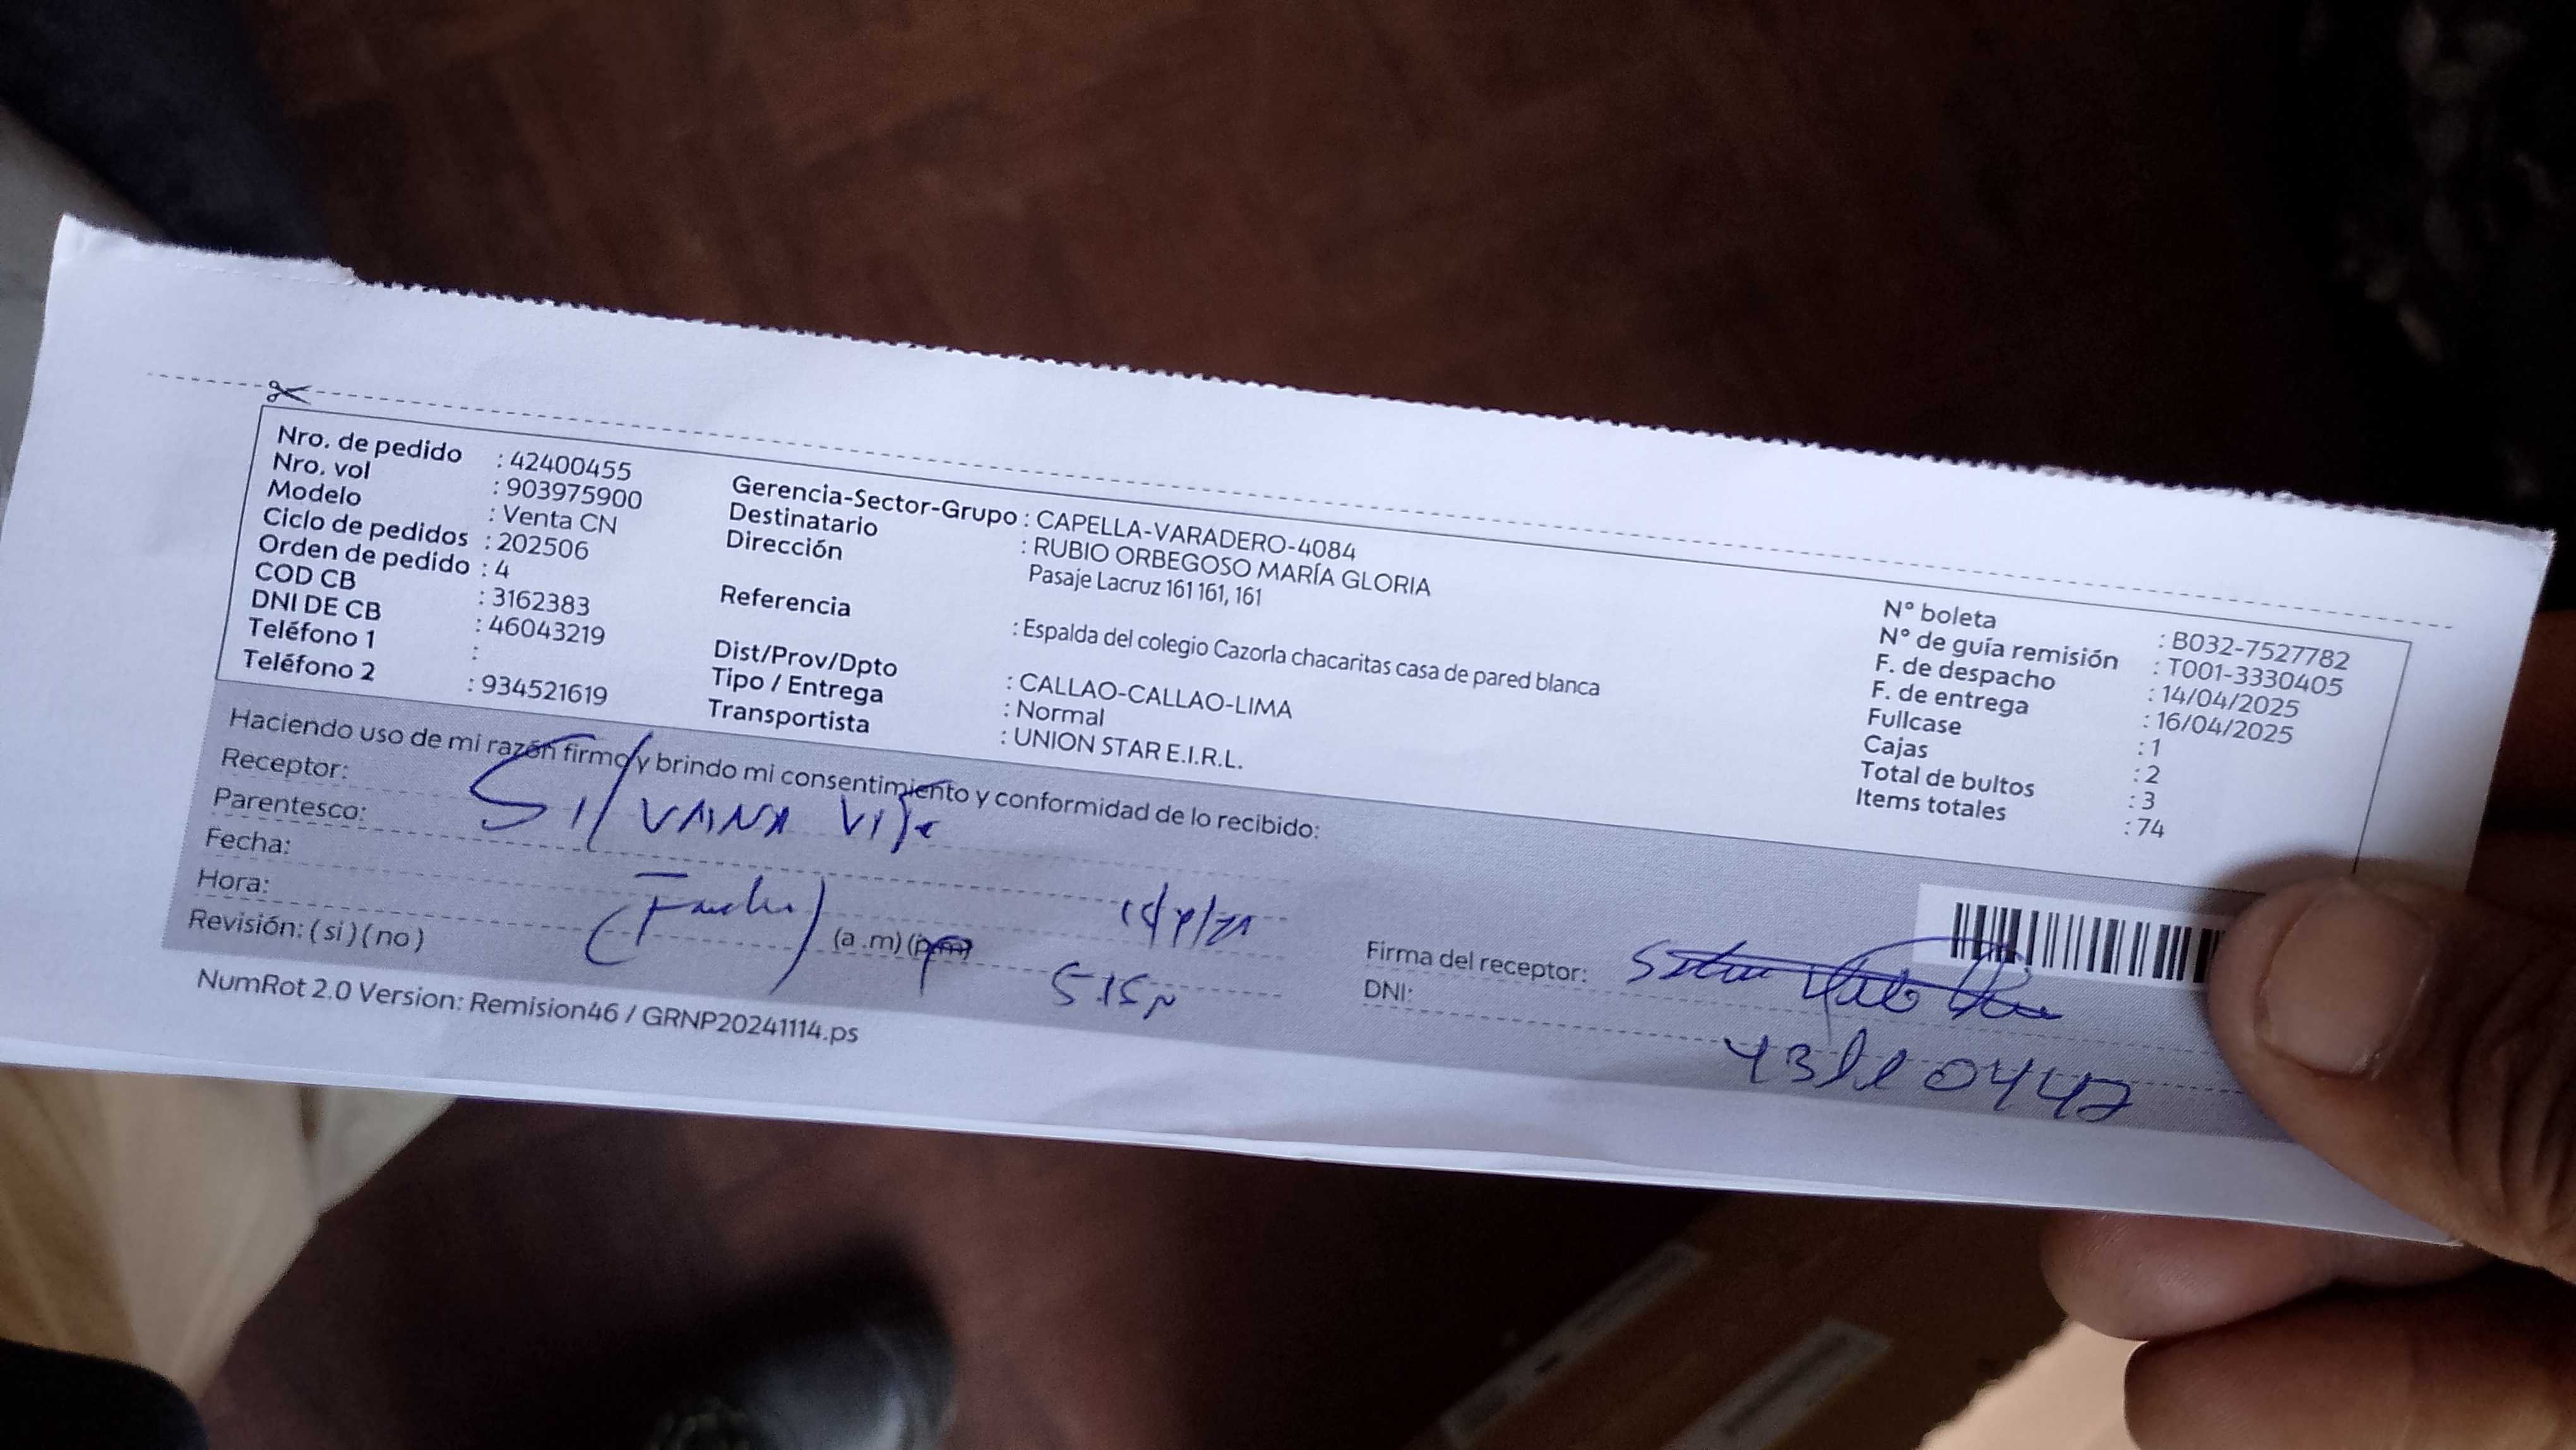 Nro. de pedido : 42400455
Nro. vol : 903975900
Modelo : Venta CN
Ciclo de pedidos : 202506
Orden de pedido : 4
COD CB : 3162383
DNI DE CB : 46043219
Teléfono 1 :
Teléfono 2 : 934521619
Gerencia-Sector-Grupo : CAPELLA-VARADERO-4084
Destinatario : RUBIO ORBEGOSO MARÍA GLORIA
Dirección Pasaje Lacruz 161 161, 161
Referencia : Espalda del colegio Cazorla chacaritas casa de pared blanca
Dist/Prov/Dpto : CALLAO-CALLAO-LIMA
Tipo / Entrega : Normal
Transportista : UNION STAR E.I.R.L.
N° boleta : B032-7527782
N° de guía remisión : T001-3330405
F. de despacho : 14/04/2025
F. de entrega : 16/04/2025
Fullcase : 1
Cajas : 2
Total de bultos : 3
Items totales : 74
Haciendo uso de mi razón firmo y brindo mi consentimiento y conformidad de lo recibido:
Receptor: SilVANA
Parentesco:
Fecha:
Hora: (a .m) (p.m)
Revisión: ( si ) ( no )
Firma del receptor:
DNI:
NumRot 2.0 Version: Remision46 / GRNP20241114.ps